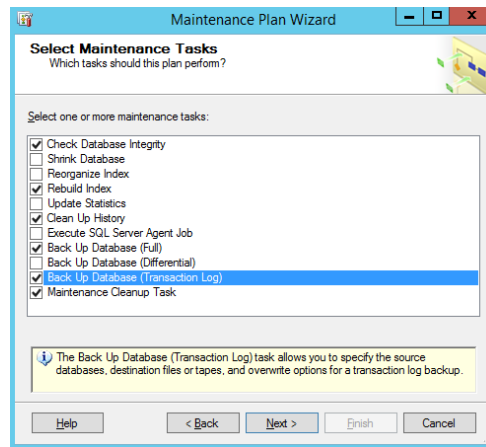 Maintenance Plan Wizard
Select Maintenance Tasks
Which tasks should this plan perform?
Select one or more maintenance tasks:
Check Database Integrity
Shrink Database
Reorganize Index
Rebuild Index
Update Statistics
Clean Up History
Execute SQL Server Agent Job
Back Up Database (Full)
Back Up Database (Differential)
Back Up Database (Transaction Log)
Maintenance Cleanup Task
The Back Up Database (Transaction Log) task allows you to specify the source
databases, destination files or tapes, and overwrite options for a transaction log backup.
Help < Back Next > Finish Cancel